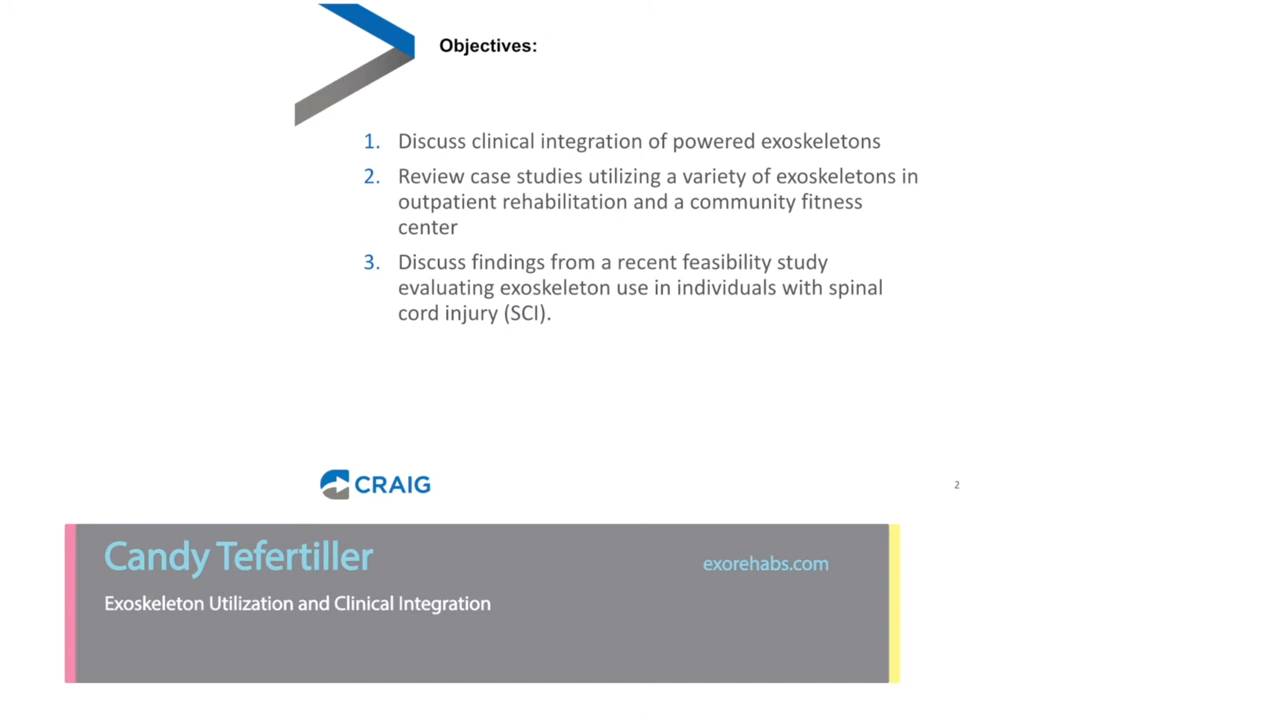 Objectives:
1. Discuss clinical integration of powered exoskeletons
2. Review case studies utilizing a variety of exoskeletons in
outpatient rehabilitation and a community fitness
center
3. Discuss findings from a recent feasibility study
evaluating exoskeleton use in individuals with spinal
cord injury (SCI).
CRAIG
2
Candy Tefertiller
exorehabs.com
Exoskeleton Utilization and Clinical Integration